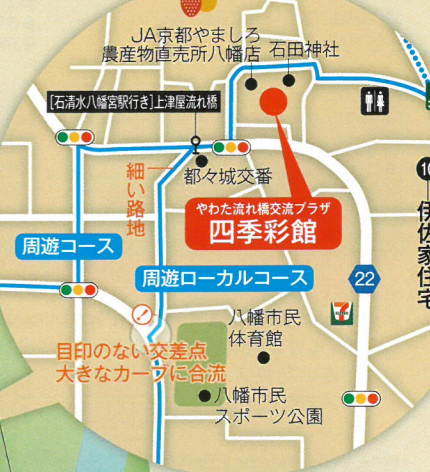 JA京都やましろ
農産物直売所八幡店
石田神社
[石清水八幡宮駅行き]上津屋流れ橋
都々城交番
細い路地
やわた流れ橋交流プラザ
四季彩館
周遊コース
周遊ローカルコース
22
7
八幡市民
体育館
目印のない交差点
大きなカーブに合流
八幡市民
スポーツ公園
伊佐家住宅